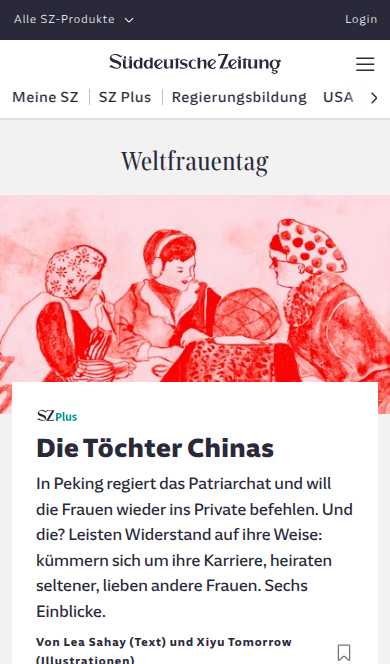 Alle SZ-Produkte
Login
Süddeutsche Zeitung
Meine SZ
SZ Plus
Regierungsbildung
USA
Weltfrauentag
SZ Plus
Die Töchter Chinas
In Peking regiert das Patriarchat und will
die Frauen wieder ins Private befehlen. Und
die? Leisten Widerstand auf ihre Weise:
kümmern sich um ihre Karriere, heiraten
seltener, lieben andere Frauen. Sechs
Einblicke.
Von Lea Sahay (Text) und Xiyu Tomorrow
(Illustrationen)